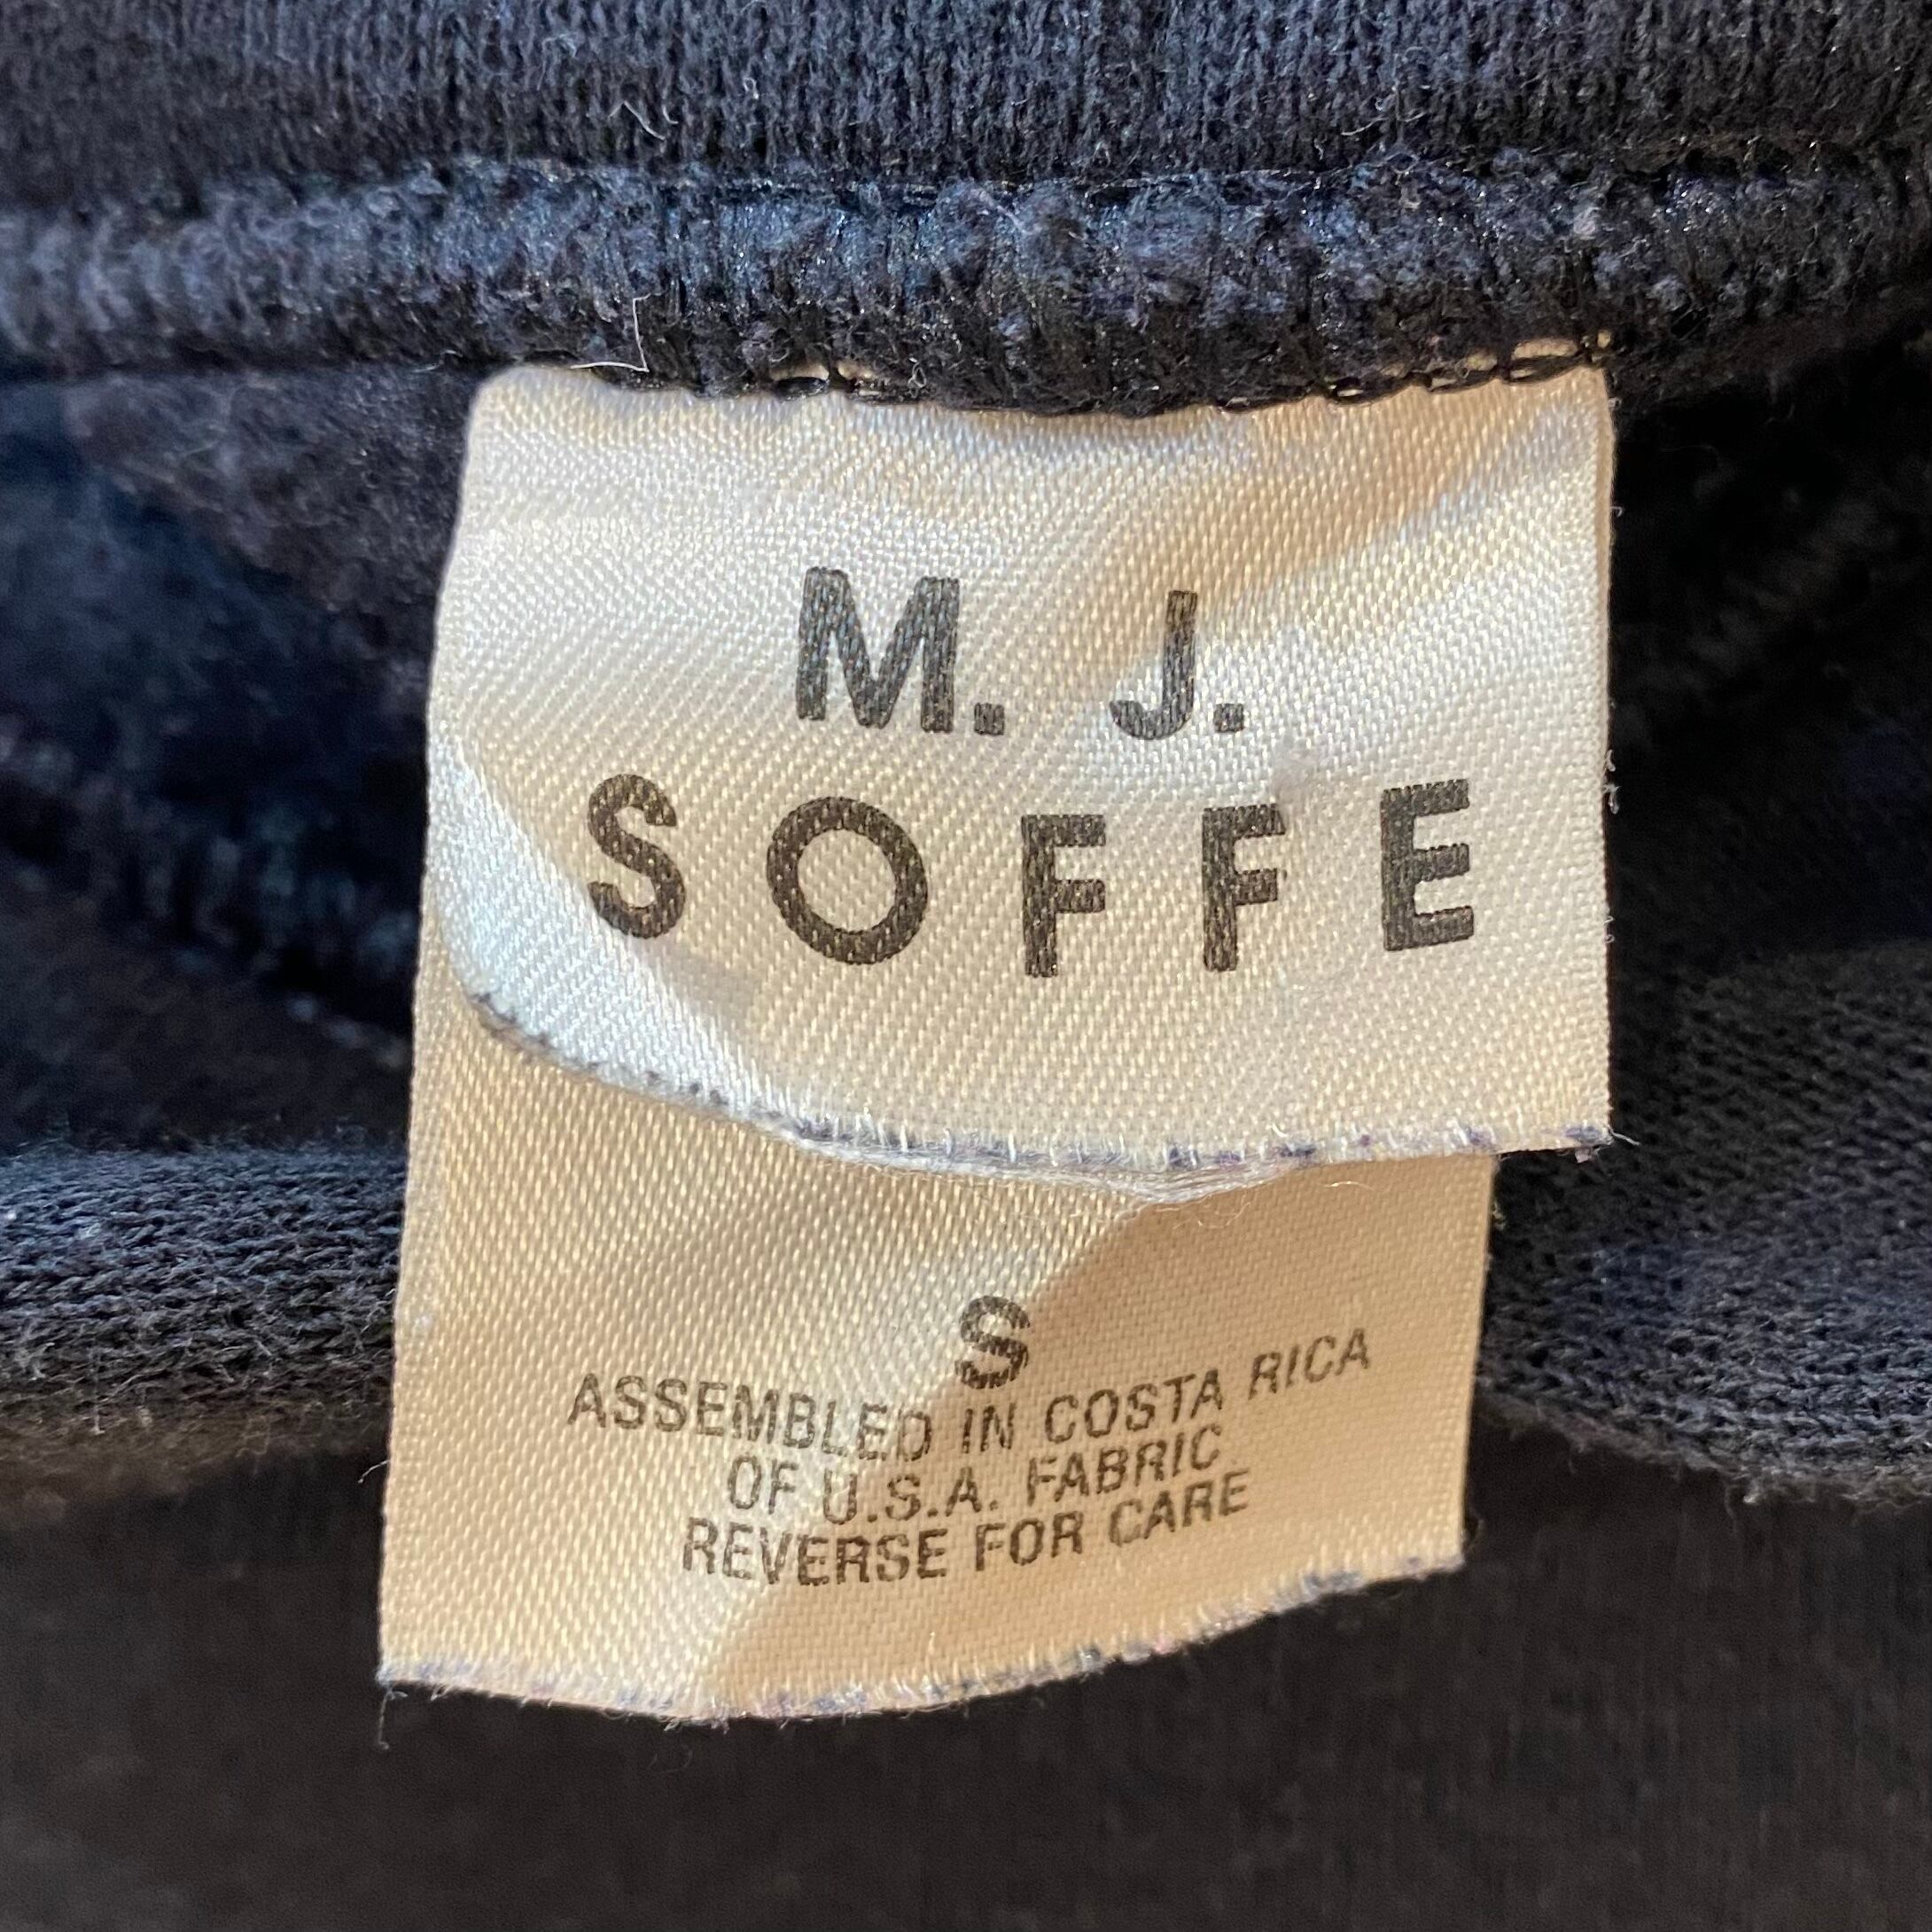 M. J.
SOFFE
S
ASSEMBLED IN COSTA RICA
OF U.S.A. FABRIC
REVERSE FOR CARE